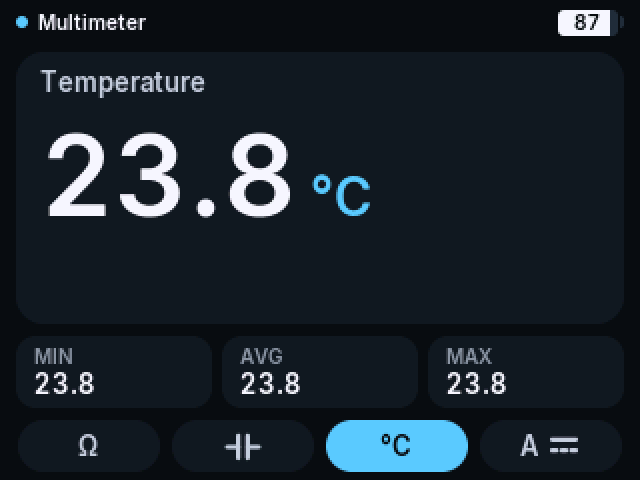 Multimeter
87
Temperature
23.8 °C
MIN
23.8
AVG
23.8
MAX
23.8
Ω
°C
A